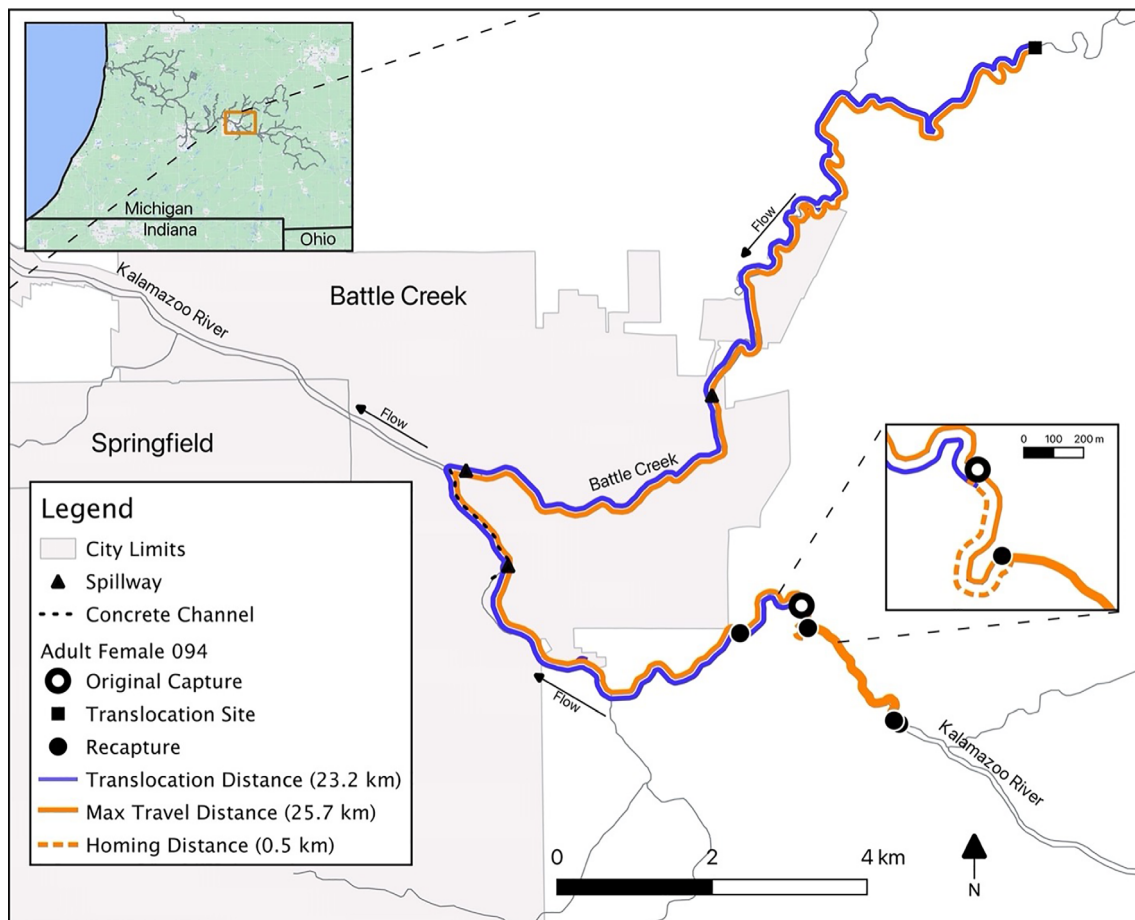 Michigan
Indiana
Ohio
Flow
Kalamazoo River
Battle Creek
Flow
Springfield
Battle Creek
0 100 200 m
Legend
City Limits
Spillway
Concrete Channel
Adult Female 094
Original Capture
Translocation Site
Recapture
Translocation Distance (23.2 km)
Max Travel Distance (25.7 km)
Homing Distance (0.5 km)
Flow
Kalamazoo River
0 2 4 km
N